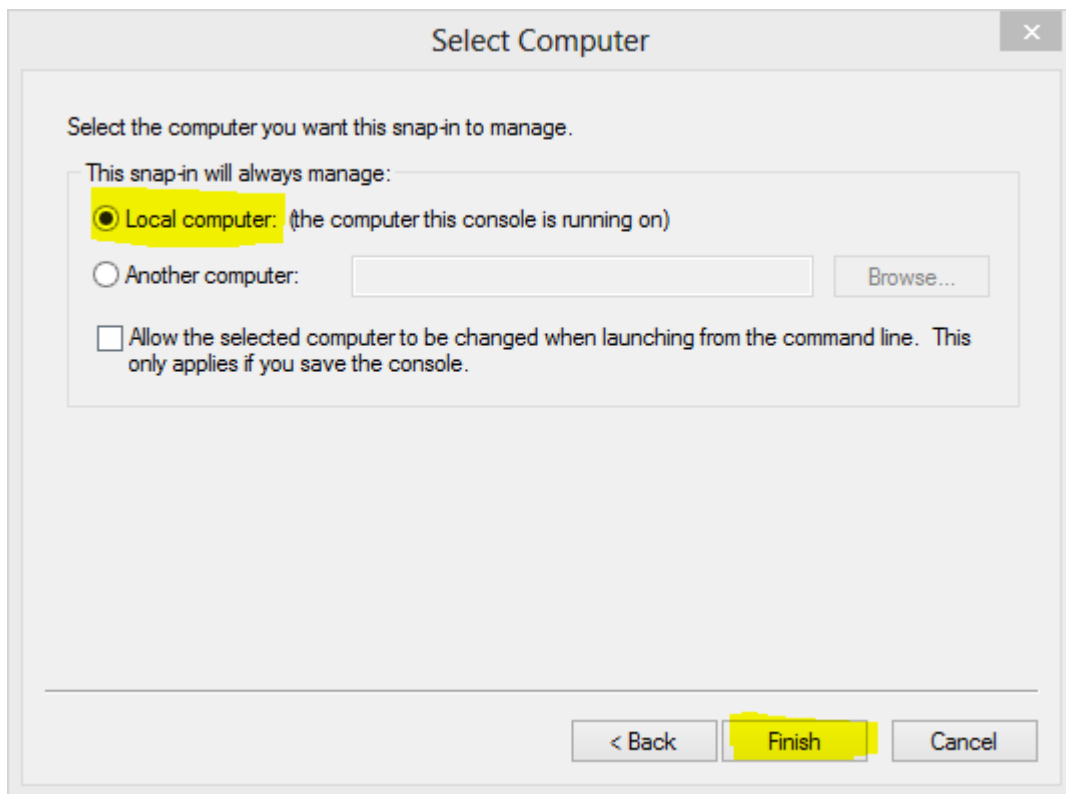 Select Computer
Select the computer you want this snap-in to manage.
This snap-in will always manage:
Local computer: (the computer this console is running on)
Another computer:
Browse...
Allow the selected computer to be changed when launching from the command line. This
only applies if you save the console.
< Back
Finish
Cancel